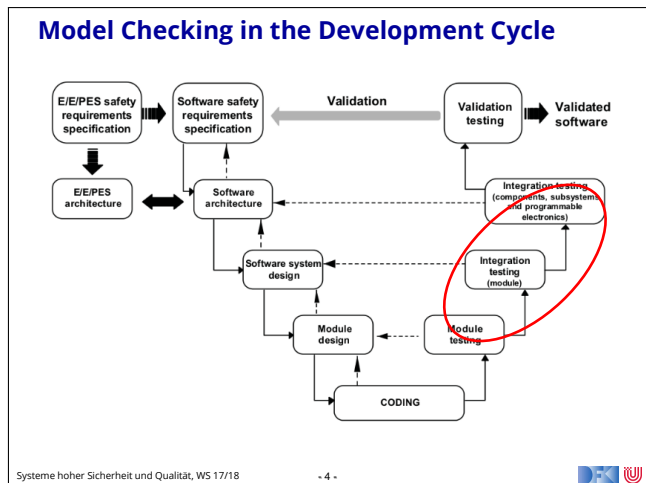 Model Checking in the Development Cycle
E/E/PES safety
requirements
specification
Software safety
requirements
specification
Validation
Validation
testing
Validated
software
E/E/PES
architecture
Software
architecture
Integration testing
(components, subsystems
and programmable
electronics)
Software system
design
Integration
testing
(module)
Module
design
Module
testing
CODING
Systeme hoher Sicherheit und Qualität, WS 17/18
- 4 -
DFKI